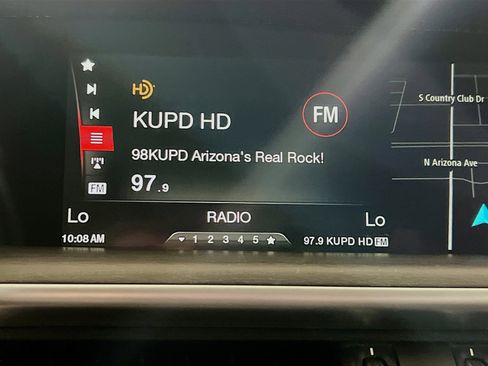 HD
KUPD HD
FM
98KUPD Arizona's Real Rock!
97.9
FM
S Country Club Dr
N Arizona Ave
Lo
RADIO
Lo
10:08 AM
1 2 3 4 5
97.9 KUPD HD FM